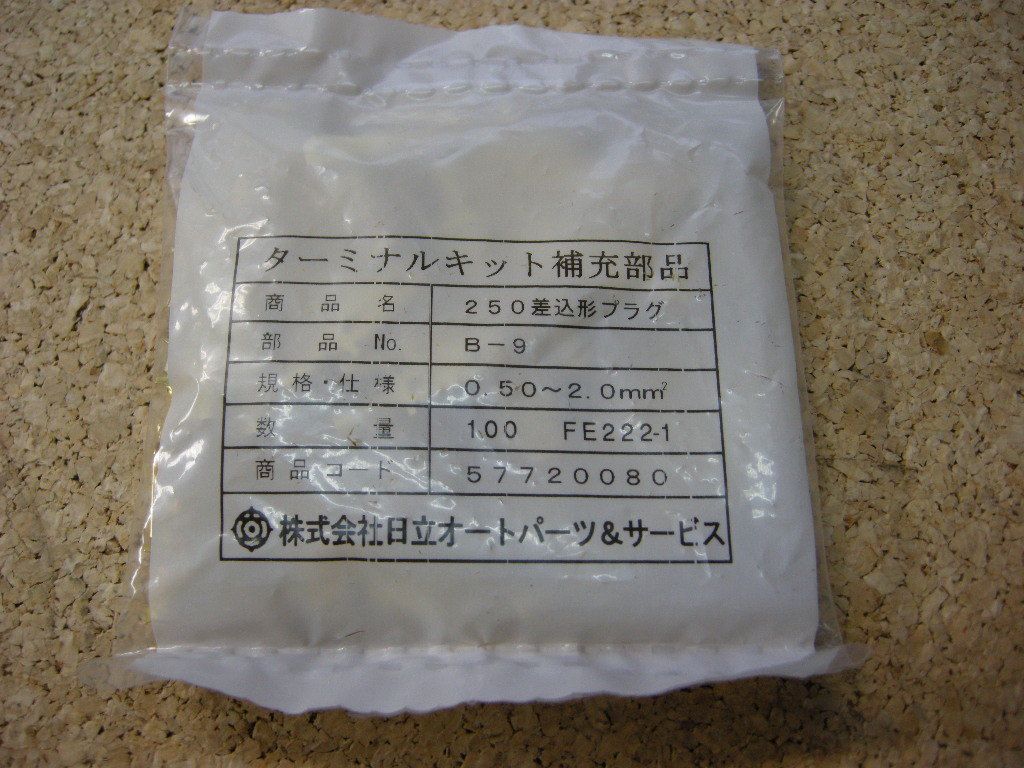 ターミナルキット補充部品
商品名 250差込形プラグ
部品No. B-9
規格・仕様 0.50~2.0mm²
数量 100 FE222-1
商品コード 57720080
株式会社日立オートパーツ&サービス